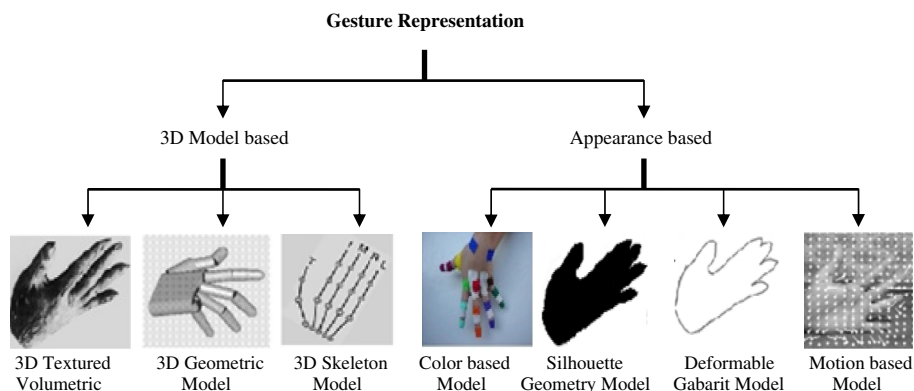 Gesture Representation
3D Model based
Appearance based
3D Textured
Volumetric
3D Geometric
Model
3D Skeleton
Model
Color based
Model
Silhouette
Geometry Model
Deformable
Gabarit Model
Motion based
Model